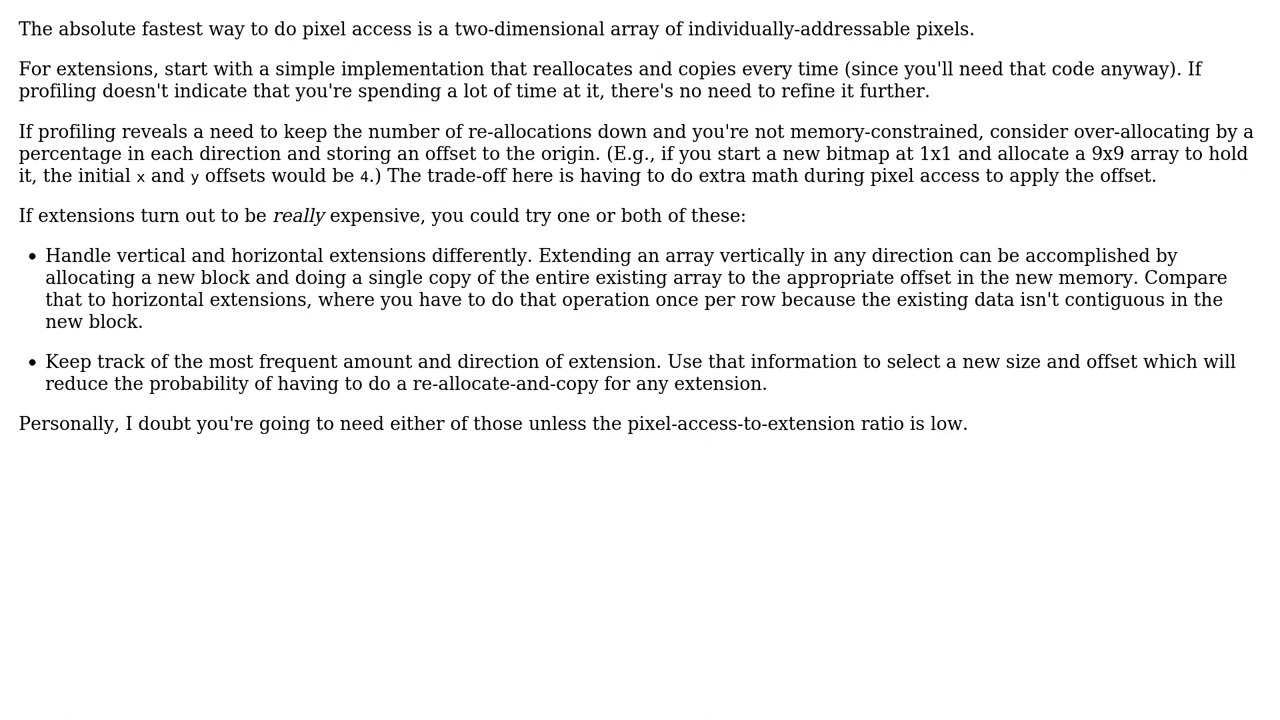 The absolute fastest way to do pixel access is a two-dimensional array of individually-addressable pixels.
For extensions, start with a simple implementation that reallocates and copies every time (since you'll need that code anyway). If
profiling doesn't indicate that you're spending a lot of time at it, there's no need to refine it further.
If profiling reveals a need to keep the number of re-allocations down and you're not memory-constrained, consider over-allocating by a
percentage in each direction and storing an offset to the origin. (E.g., if you start a new bitmap at 1x1 and allocate a 9x9 array to hold
it, the initial x and y offsets would be 4.) The trade-off here is having to do extra math during pixel access to apply the offset.
If extensions turn out to be really expensive, you could try one or both of these:
• Handle vertical and horizontal extensions differently. Extending an array vertically in any direction can be accomplished by
allocating a new block and doing a single copy of the entire existing array to the appropriate offset in the new memory. Compare
that to horizontal extensions, where you have to do that operation once per row because the existing data isn't contiguous in the
new block.
• Keep track of the most frequent amount and direction of extension. Use that information to select a new size and offset which will
reduce the probability of having to do a re-allocate-and-copy for any extension.
Personally, I doubt you're going to need either of those unless the pixel-access-to-extension ratio is low.